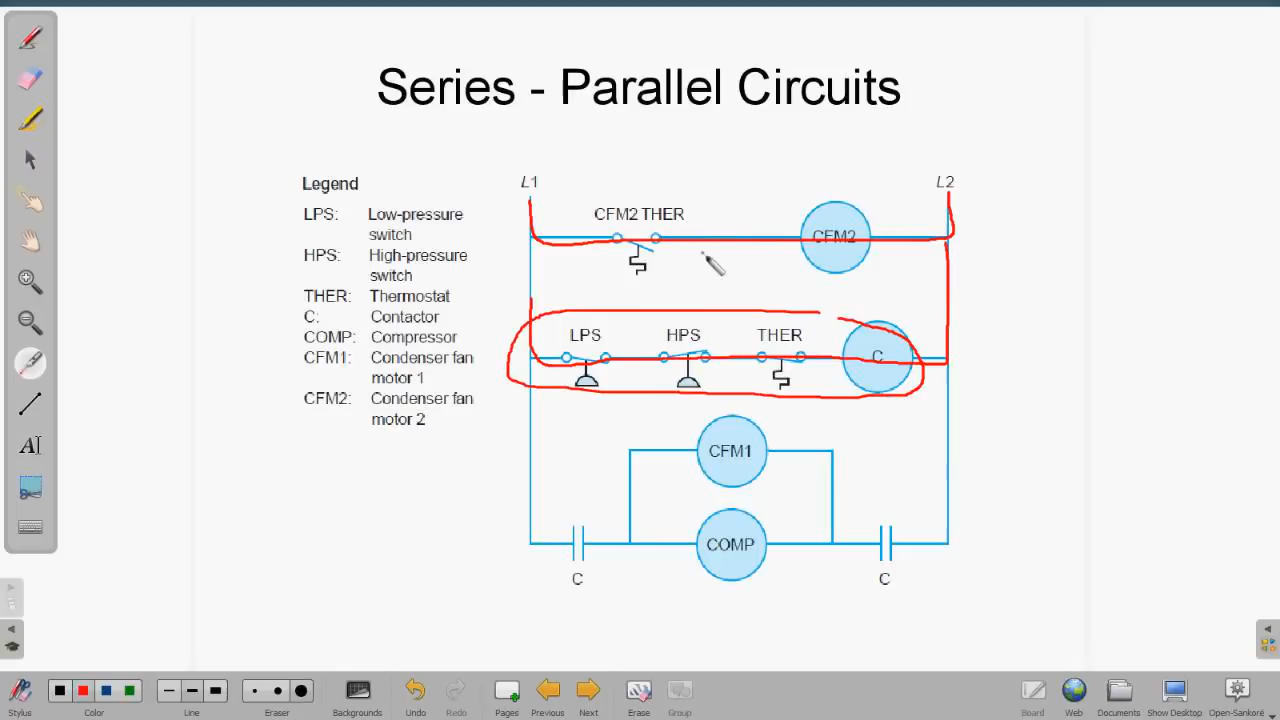 Series - Parallel Circuits
Legend
LPS: Low-pressure
switch
HPS: High-pressure
switch
THER: Thermostat
C: Contactor
COMP: Compressor
CFM1: Condenser fan
motor 1
CFM2: Condenser fan
motor 2
L1
L2
CFM2 THER
CFM2
LPS HPS THER
C
CFM1
COMP
C C
Stylus Color Line Eraser Backgrounds Undo Redo Pages Previous Next Erase Group Board Web Documents Show Desktop Open-Sankoré